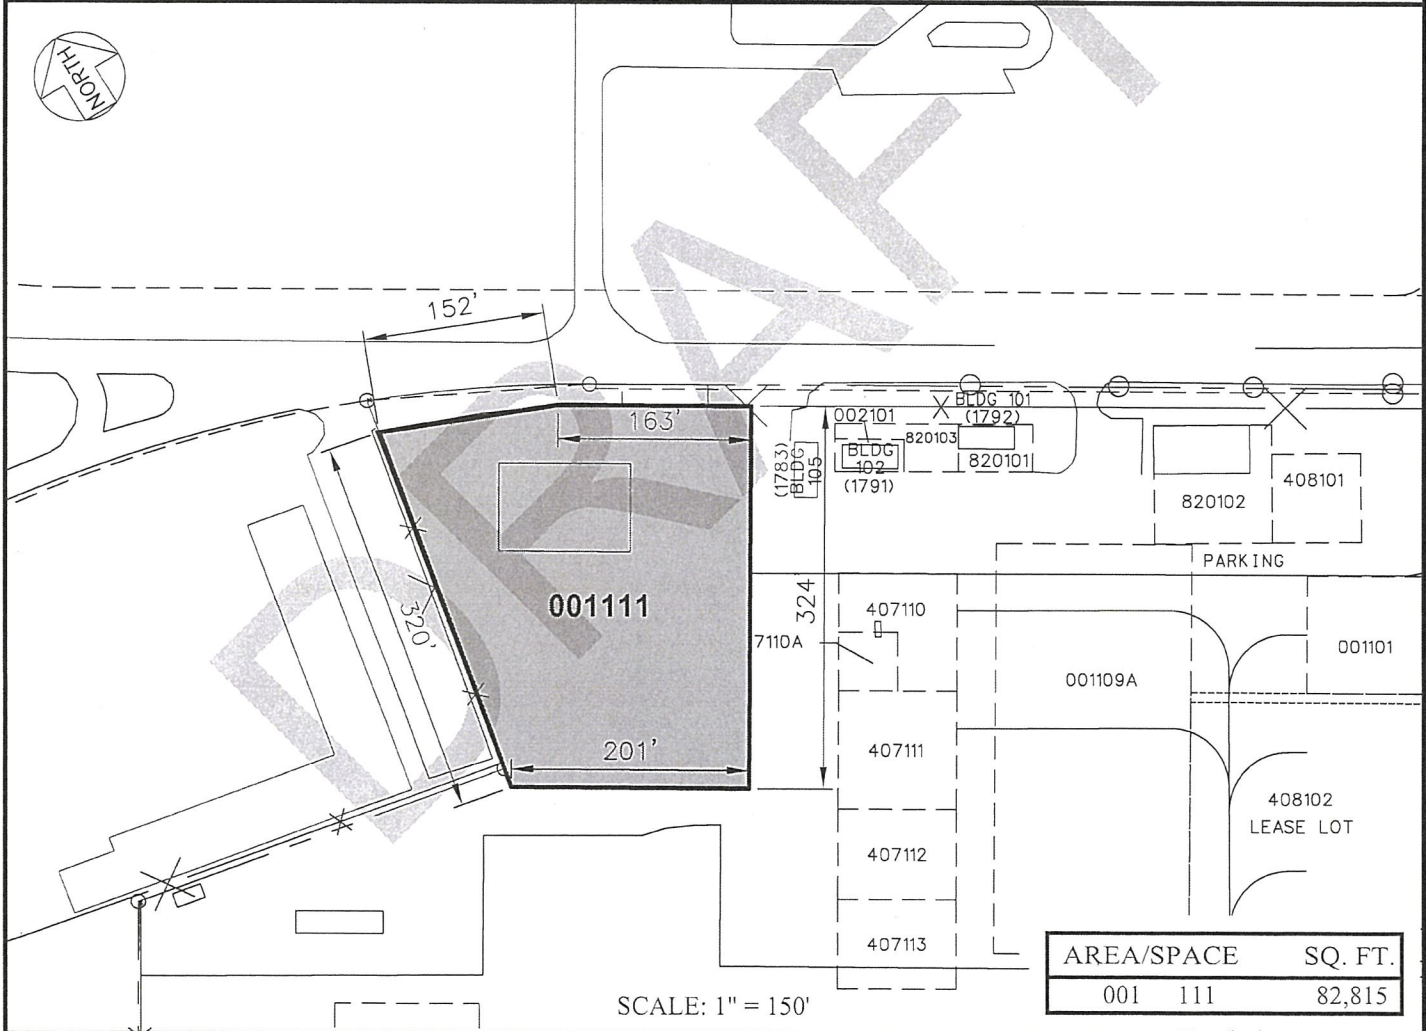 NORTH
152'
163'
002101
BLDG 101
(1792)
820103
BLDG
102
(1791)
820101
(1783)
BLDG
105
820102
408101
PARKING
001111
320'
324'
407110
7110A
001101
001109A
201'
407111
408102
LEASE LOT
407112
407113
AREA/SPACE SQ. FT.
001 111 82,815
SCALE: 1" = 150'
DRAFT